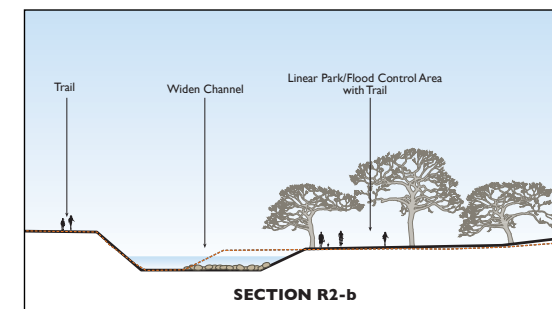 Trail
Widen Channel
Linear Park/Flood Control Area
with Trail
SECTION R2-b